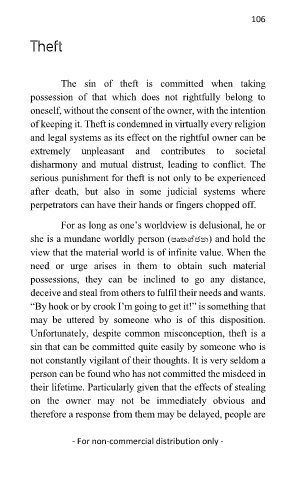 106
Theft
The sin of theft is committed when taking
possession of that which does not rightfully belong to
oneself, without the consent of the owner, with the intention
of keeping it. Theft is condemned in virtually every religion
and legal systems as its effect on the rightful owner can be
extremely unpleasant and contributes to societal
disharmony and mutual distrust, leading to conflict. The
serious punishment for theft is not only to be experienced
after death, but also in some judicial systems where
perpetrators can have their hands or fingers chopped off.
For as long as one’s worldview is delusional, he or
she is a mundane worldly person (පෘතග්ජන) and hold the
view that the material world is of infinite value. When the
need or urge arises in them to obtain such material
possessions, they can be inclined to go any distance,
deceive and steal from others to fulfil their needs and wants.
“By hook or by crook I’m going to get it!” is something that
may be uttered by someone who is of this disposition.
Unfortunately, despite common misconception, theft is a
sin that can be committed quite easily by someone who is
not constantly vigilant of their thoughts. It is very seldom a
person can be found who has not committed the misdeed in
their lifetime. Particularly given that the effects of stealing
on the owner may not be immediately obvious and
therefore a response from them may be delayed, people are
- For non-commercial distribution only -